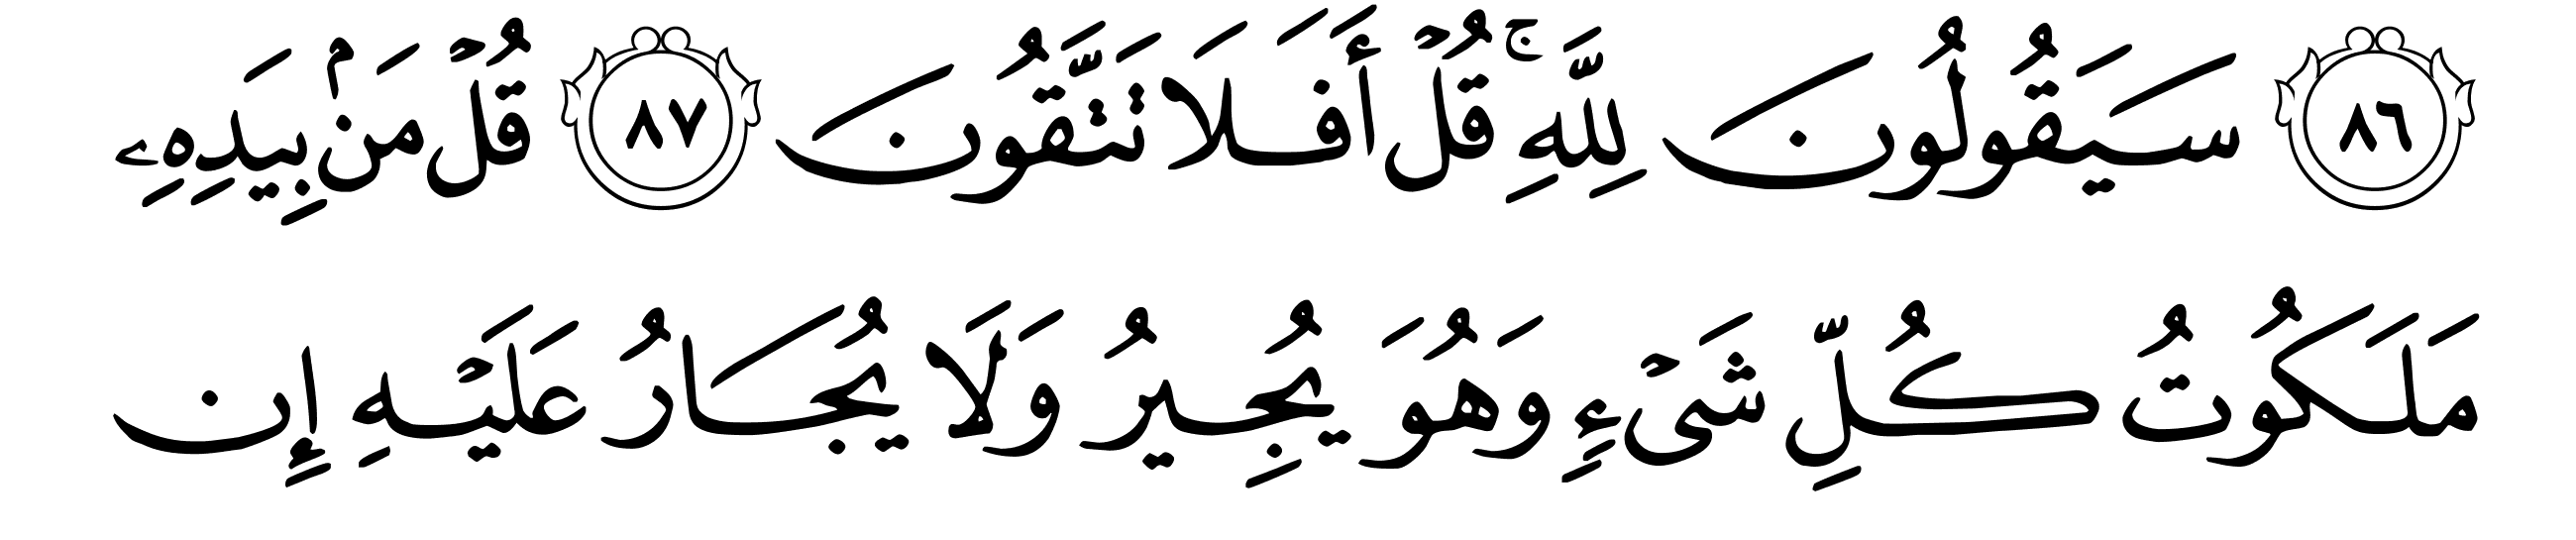 ٨٦ سَيَقُولُونَ لِلَّهِ ۚ قُلۡ أَفَلَا تَتَّقُونَ ٨٧ قُلۡ مَنۢ بِيَدِهِۦ
مَلَكُوتُ كُلِّ شَىۡءٍ وَهُوَ يُجِيرُ وَلَا يُجَارُ عَلَيۡهِ إِن